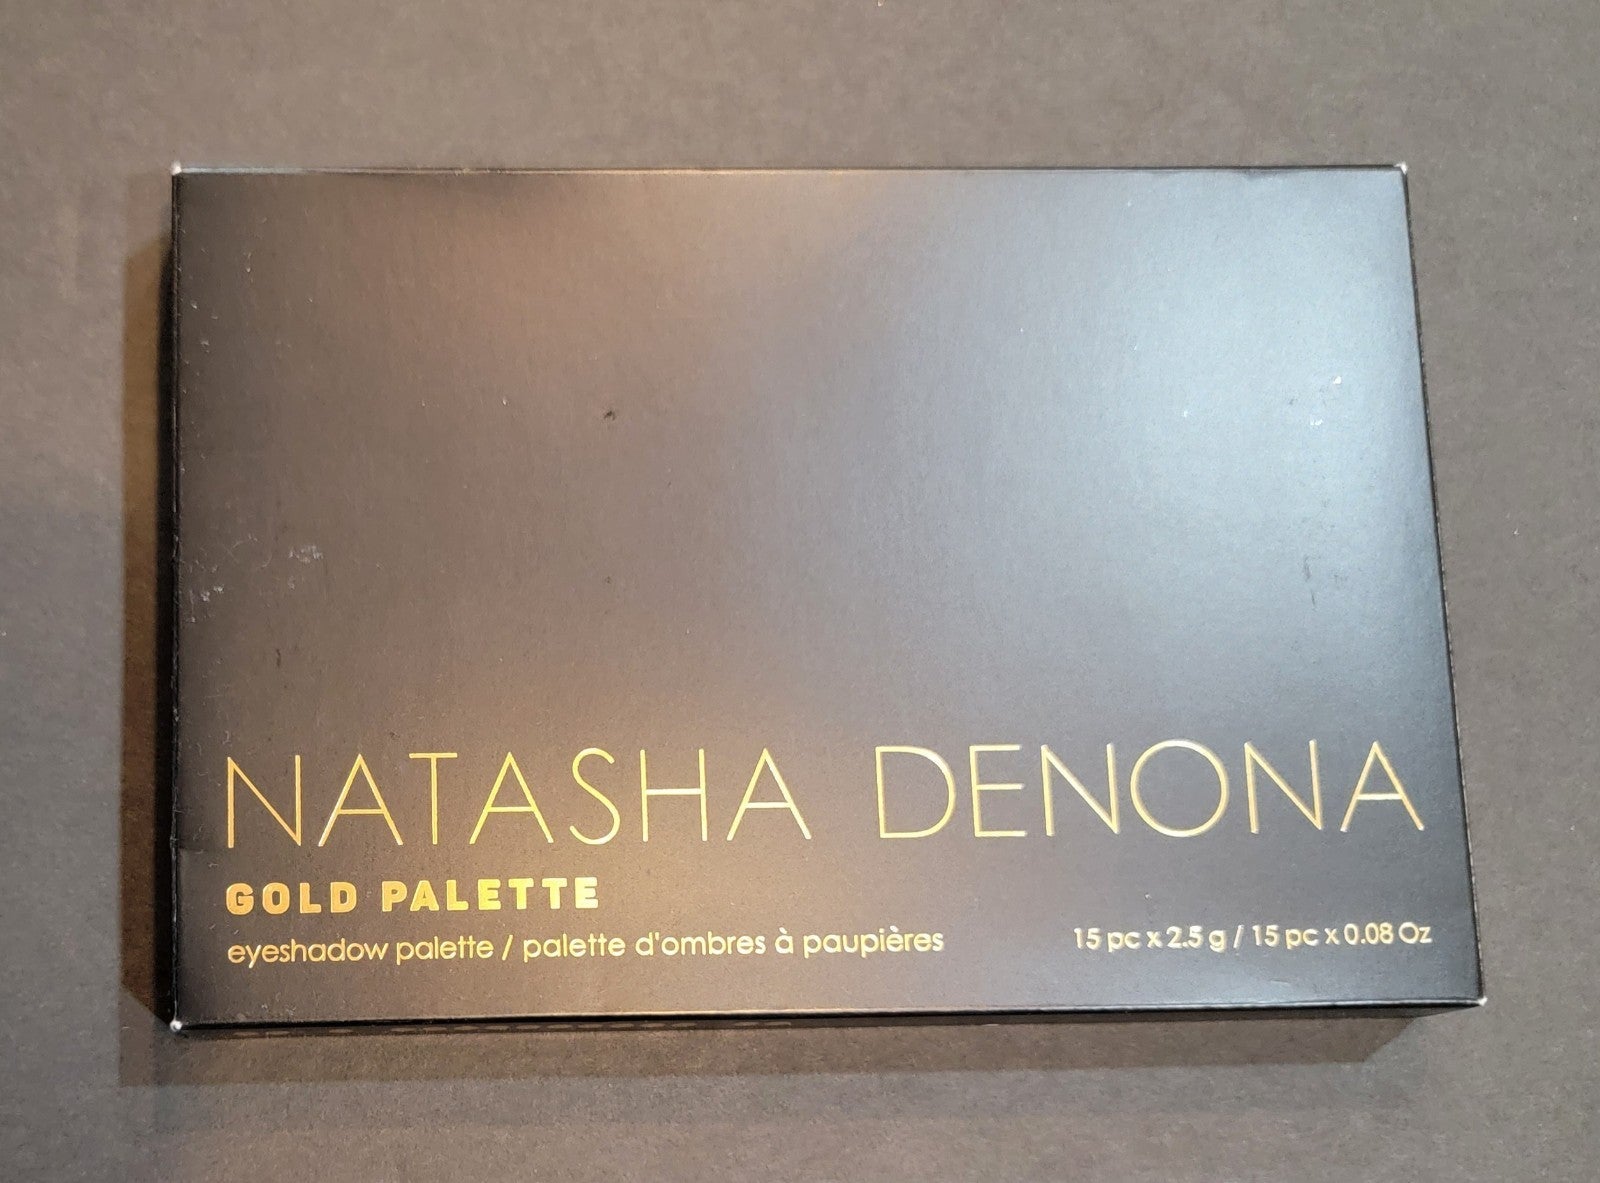 NATASHA DENONA
GOLD PALETTE
eyeshadow palette / palette d'ombres à paupières
15 pc x 2.5 g / 15 pc x 0.08 Oz